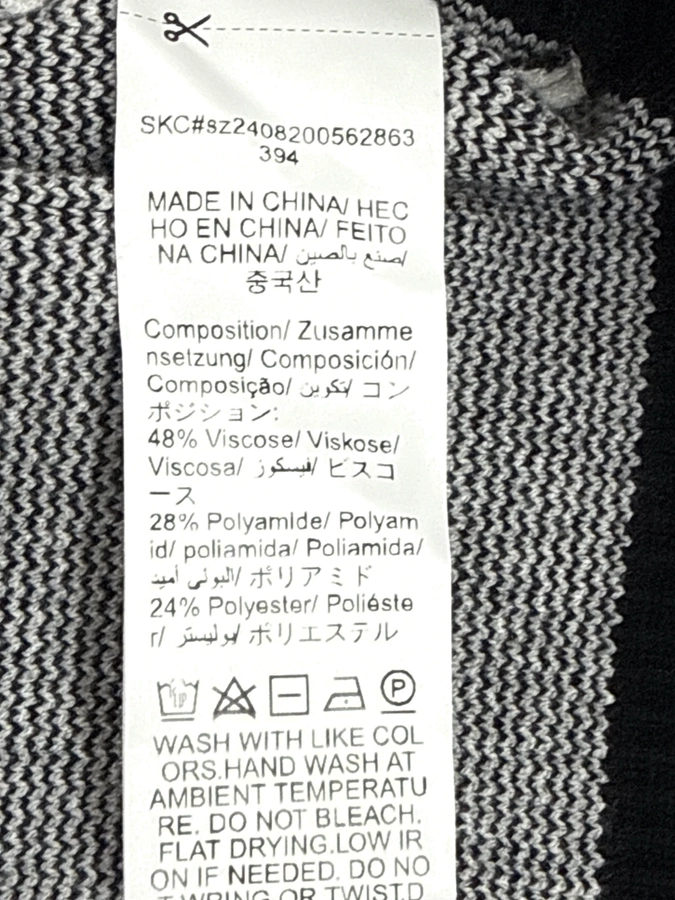 SKC#sz2408200562863
394
MADE IN CHINA/ HEC
HO EN CHINA/ FEITO
NA CHINA/ صنع بالصين/
중국산
Composition/ Zusamme
nsetzung/ Composición/
Composição/ تكوين/ コン
ポジション:
48% Viscose/ Viskose/
Viscosa/ فيسكوز/ ビスコ
ース
28% Polyamide/ Polyam
id/ poliamida/ Poliamida/
البولي أميد/ ポリアミド
24% Polyester/ Poliéste
r/ بوليستر/ ポリエステル
P
WASH WITH LIKE COL
ORS.HAND WASH AT
AMBIENT TEMPERATU
RE. DO NOT BLEACH.
FLAT DRYING.LOW IR
ON IF NEEDED. DO NO
T WRING OR TWIST.D